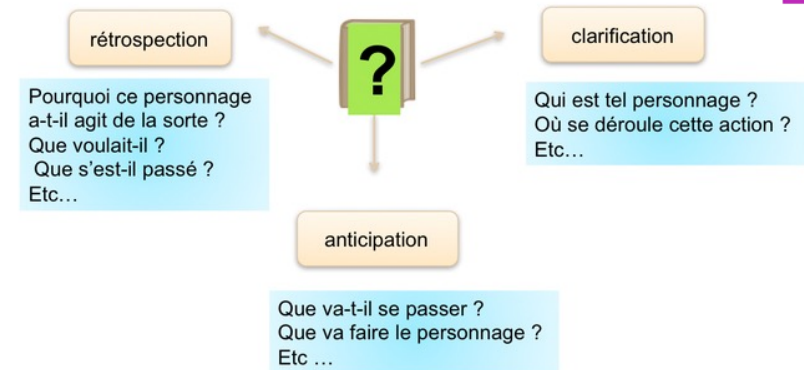 rétrospection
Pourquoi ce personnage
a-t-il agit de la sorte ?
Que voulait-il ?
Que s'est-il passé ?
Etc...
?
clarification
Qui est tel personnage ?
Où se déroule cette action ?
Etc...
anticipation
Que va-t-il se passer ?
Que va faire le personnage ?
Etc ...